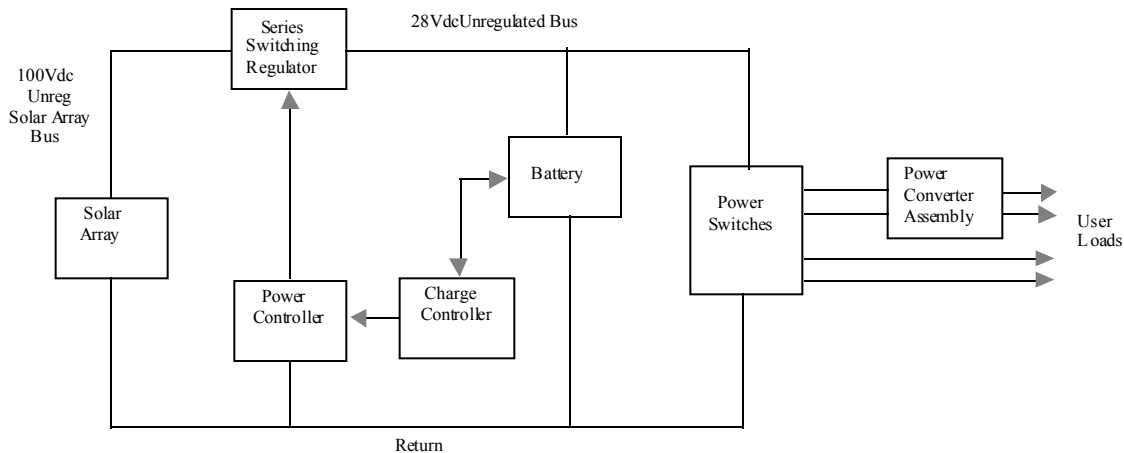 28VdcUnregulated Bus
Series
Switching
Regulator
100Vdc
Unreg
Solar Array
Bus
Solar
Array
Battery
Power
Switches
Power
Converter
Assembly
User
Loads
Power
Controller
Charge
Controller
Return